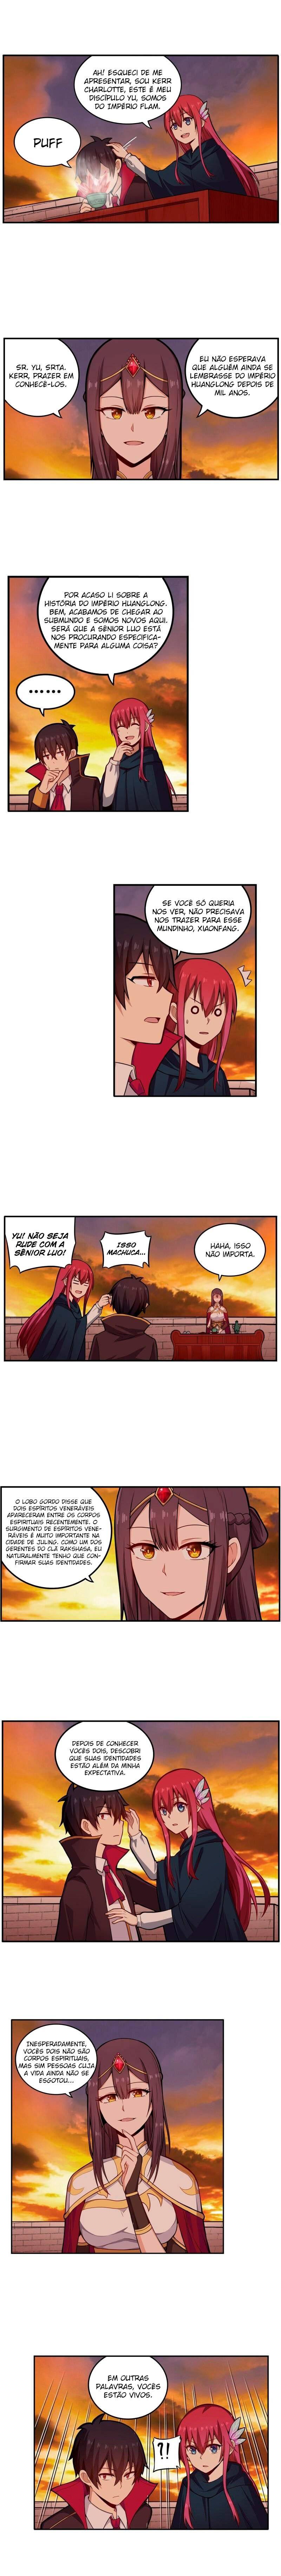 AH! ESQUECI DE ME
APRESENTAR, SOU KERR
CHARLOTTE, ESTE É MEU
DISCÍPULO YU, SOMOS
DO IMPÉRIO FLAM.
PUFF
EU NÃO ESPERAVA
QUE ALGUÉM AINDA SE
LEMBRASSE DO IMPÉRIO
HUANGLONG DEPOIS DE
MIL ANOS.
SR. YU, SRTA.
KERR, PRAZER EM
CONHECÊ-LOS.
POR ACASO LI SOBRE A
HISTÓRIA DO IMPÉRIO HUANGLONG.
BEM, ACABAMOS DE CHEGAR AO
SUBMUNDO E SOMOS NOVOS AQUI.
SERÁ QUE A SÊNIOR LUO ESTÁ
NOS PROCURANDO ESPECIFICA-
MENTE PARA ALGUMA COISA?
......
SE VOCÊ SÓ QUERIA
NOS VER, NÃO PRECISAVA
NOS TRAZER PARA ESSE
MUNDINHO, XIAONFANG.
YU! NÃO SEJA
RUDE COM A
SÊNIOR LUO!
ISSO
MACHUCA...
HAHA, ISSO
NÃO IMPORTA.
O LOBO GORDO DISSE QUE
DOIS ESPÍRITOS VENERÁVEIS
APARECERAM ENTRE OS CORPOS
ESPIRITUAIS RECENTEMENTE. O
SURGIMENTO DE ESPÍRITOS VENE-
RÁVEIS É MUITO IMPORTANTE NA
CIDADE DE JULING. COMO UM DOS
GERENTES DO CLÃ RAKSHASA, EU
NATURALMENTE TENHO QUE CON-
FIRMAR SUAS IDENTIDADES.
DEPOIS DE CONHECER
VOCÊS DOIS, DESCOBRI
QUE SUAS IDENTIDADES
ESTÃO ALÉM DA MINHA
EXPECTATIVA.
INESPERADAMENTE,
VOCÊS DOIS NÃO SÃO
CORPOS ESPIRITUAIS,
MAS SIM PESSOAS CUJA
A VIDA AINDA NÃO SE
ESGOTOU...
EM OUTRAS
PALAVRAS, VOCÊS
ESTÃO VIVOS.
?!